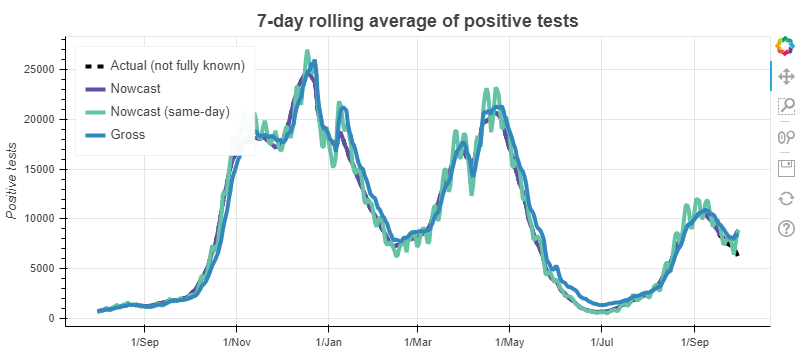 7-day rolling average of positive tests
Actual (not fully known)
Nowcast
Nowcast (same-day)
Gross
Positive tests
25000
20000
15000
10000
5000
0
1/Sep
1/Nov
1/Jan
1/Mar
1/May
1/Jul
1/Sep